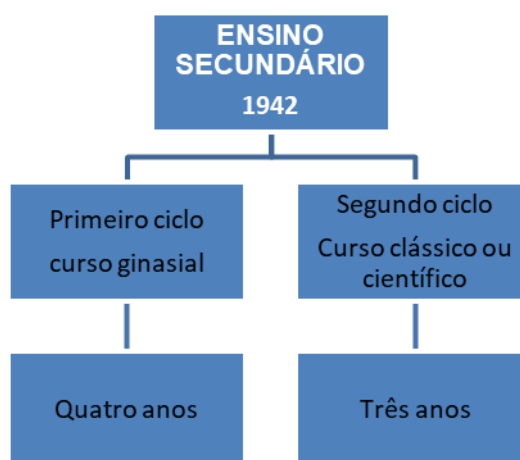 ENSINO
SECUNDÁRIO
1942
Primeiro ciclo
curso ginasial
Segundo ciclo
Curso clássico ou
científico
Quatro anos
Três anos